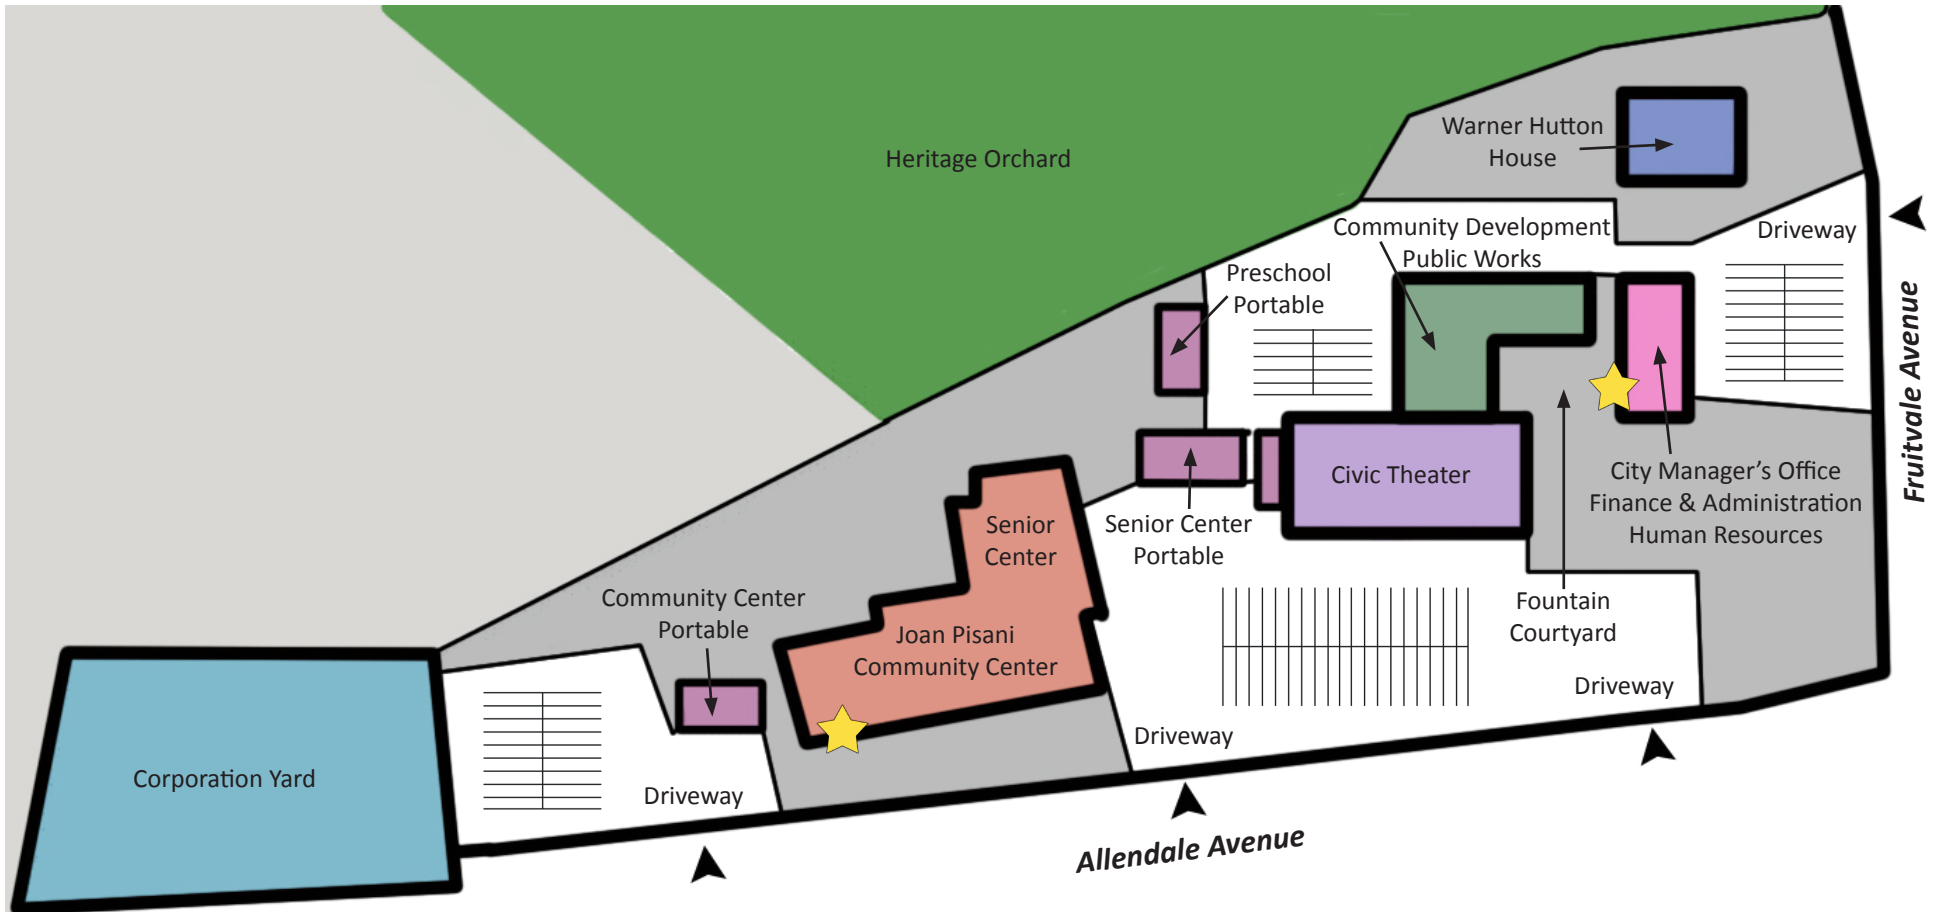 Heritage Orchard
Warner Hutton
House
Community Development
Public Works
Driveway
Preschool
Portable
Fruitvale Avenue
Civic Theater
City Manager’s Office
Finance & Administration
Human Resources
Senior
Center
Senior Center
Portable
Community Center
Portable
Fountain
Courtyard
Joan Pisani
Community Center
Driveway
Driveway
Corporation Yard
Driveway
Allendale Avenue